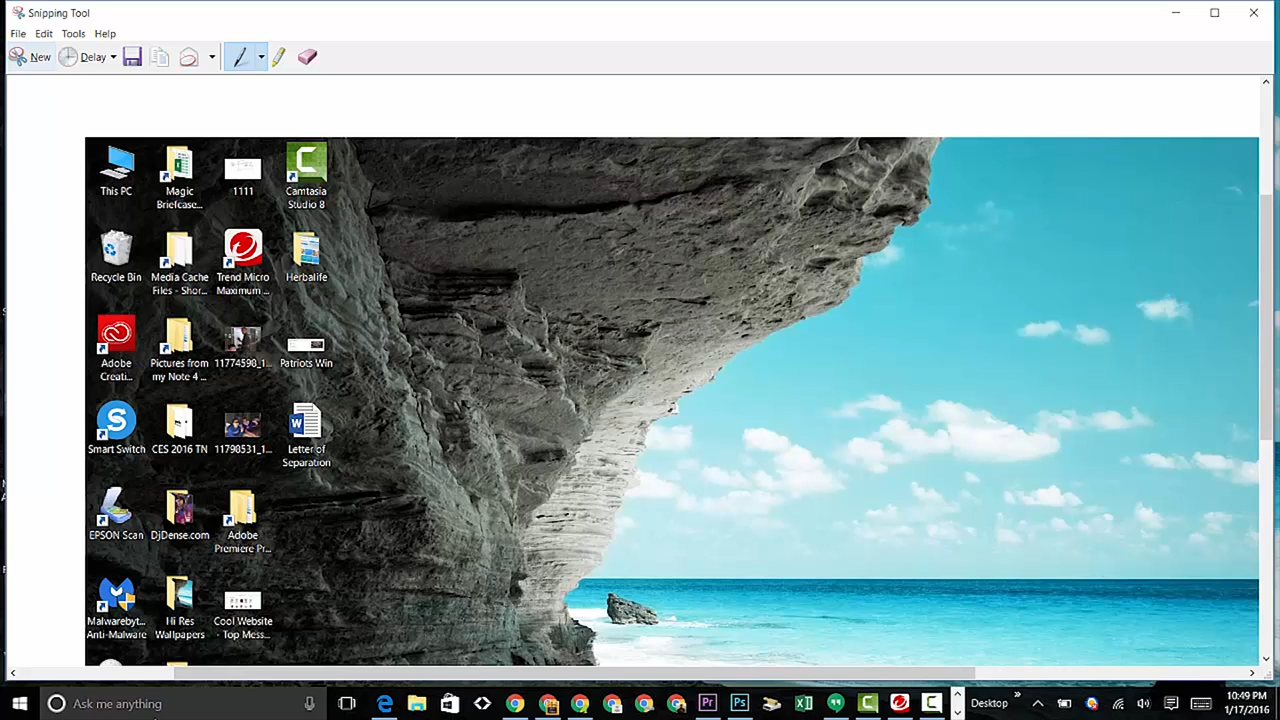 Snipping Tool
File Edit Tools Help
New Delay
This PC
Magic
Briefcase...
1111
Camtasia
Studio 8
Recycle Bin
Media Cache
Files - Shor...
Trend Micro
Maximum ...
Herbalife
Adobe
Creati...
Pictures from
my Note 4 ...
11774598_1...
Patriots Win
Smart Switch
CES 2016 TN
11798531_1...
Letter of
Separation
EPSON Scan
DjDense.com
Adobe
Premiere Pr...
Malwarebyt...
Anti-Malware
Hi Res
Wallpapers
Cool Website
- Top Mess...
Ask me anything
Desktop
10:49 PM
1/17/2016